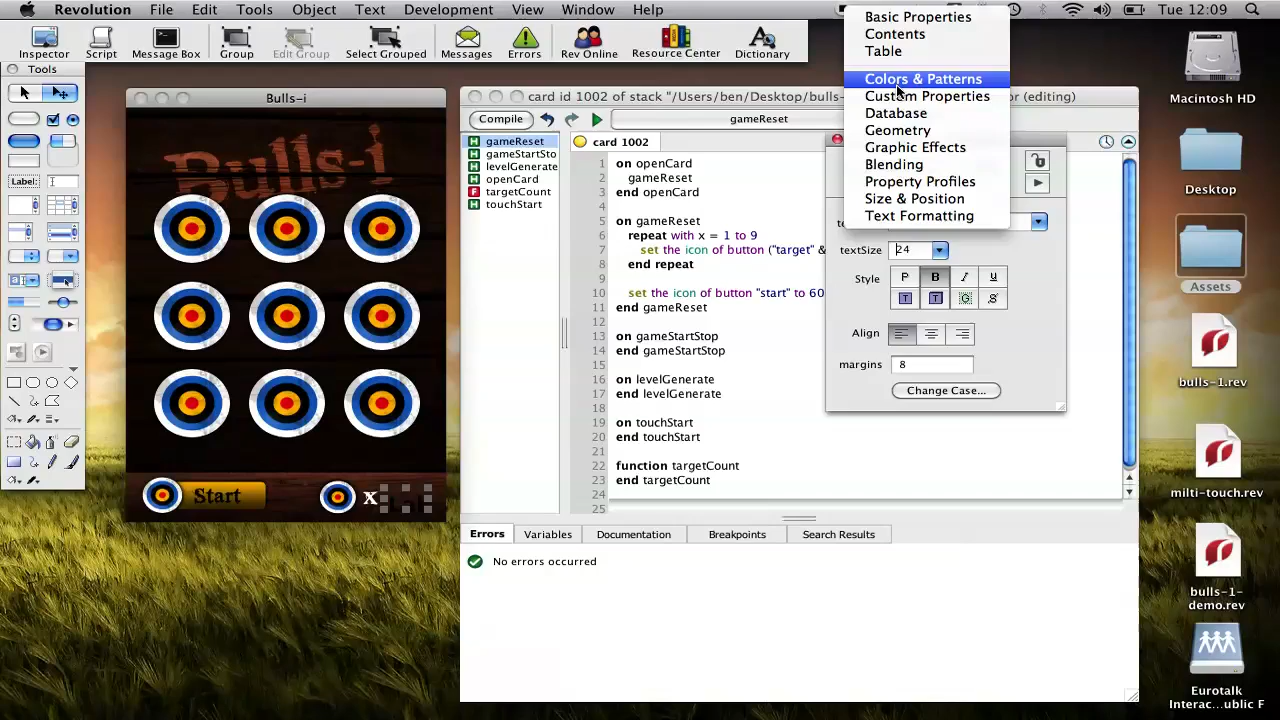 Revolution File Edit Tools Object Text Development View Window Help Tue 12:09
Inspector Script Message Box Group Edit Group Select Grouped Messages Errors Rev Online Resource Center Dictionary
Basic Properties
Contents
Table
Colors & Patterns
Custom Properties
Database
Geometry
Graphic Effects
Blending
Property Profiles
Size & Position
Text Formatting
Tools
Label:
Bulls-i
Bulls-i
Start
x
card id 1002 of stack "/Users/ben/Desktop/bulls-
or (editing)
Compile
gameReset
gameReset
gameStartSto
levelGenerate
openCard
targetCount
touchStart
card 1002
1 on openCard
2 gameReset
3 end openCard
4
5 on gameReset
6 repeat with x = 1 to 9
7 set the icon of button ("target" &
8 end repeat
9
10 set the icon of button "start" to 60
11 end gameReset
12
13 on gameStartStop
14 end gameStartStop
15
16 on levelGenerate
17 end levelGenerate
18
19 on touchStart
20 end touchStart
21
22 function targetCount
23 end targetCount
24
25
textSize 24
Style P B I U
T T
Align
margins 8
Change Case...
Errors Variables Documentation Breakpoints Search Results
No errors occurred
Macintosh HD
Desktop
Assets
bulls-1.rev
milti-touch.rev
bulls-1-
demo.rev
Eurotalk
Interac...ublic F